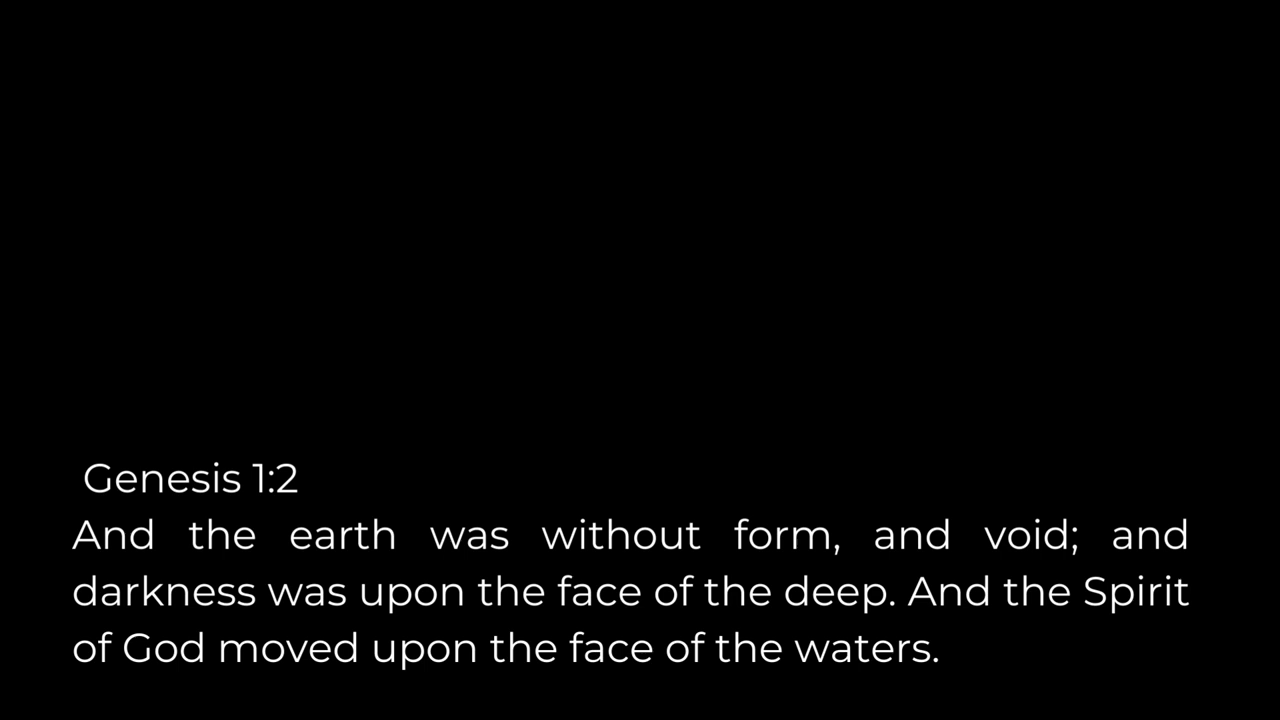 Genesis 1:2
And the earth was without form, and void; and
darkness was upon the face of the deep. And the Spirit
of God moved upon the face of the waters.